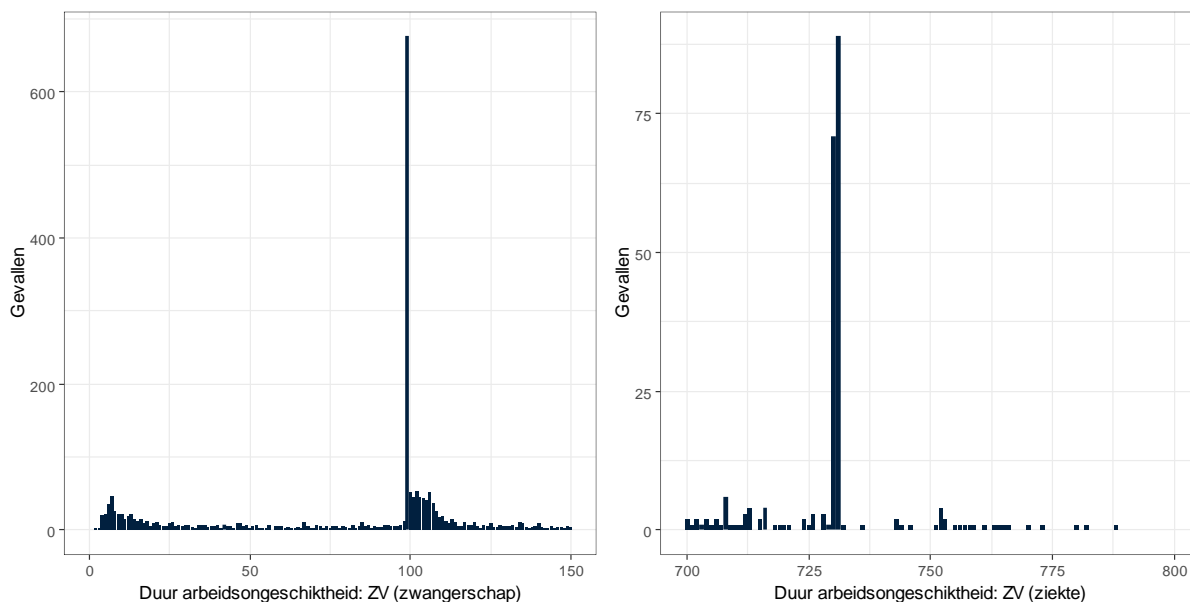 600
400
200
0
Gevallen
0 50 100 150
Duur arbeidsongeschiktheid: ZV (zwangerschap)
75
50
25
0
Gevallen
700 725 750 775 800
Duur arbeidsongeschiktheid: ZV (ziekte)